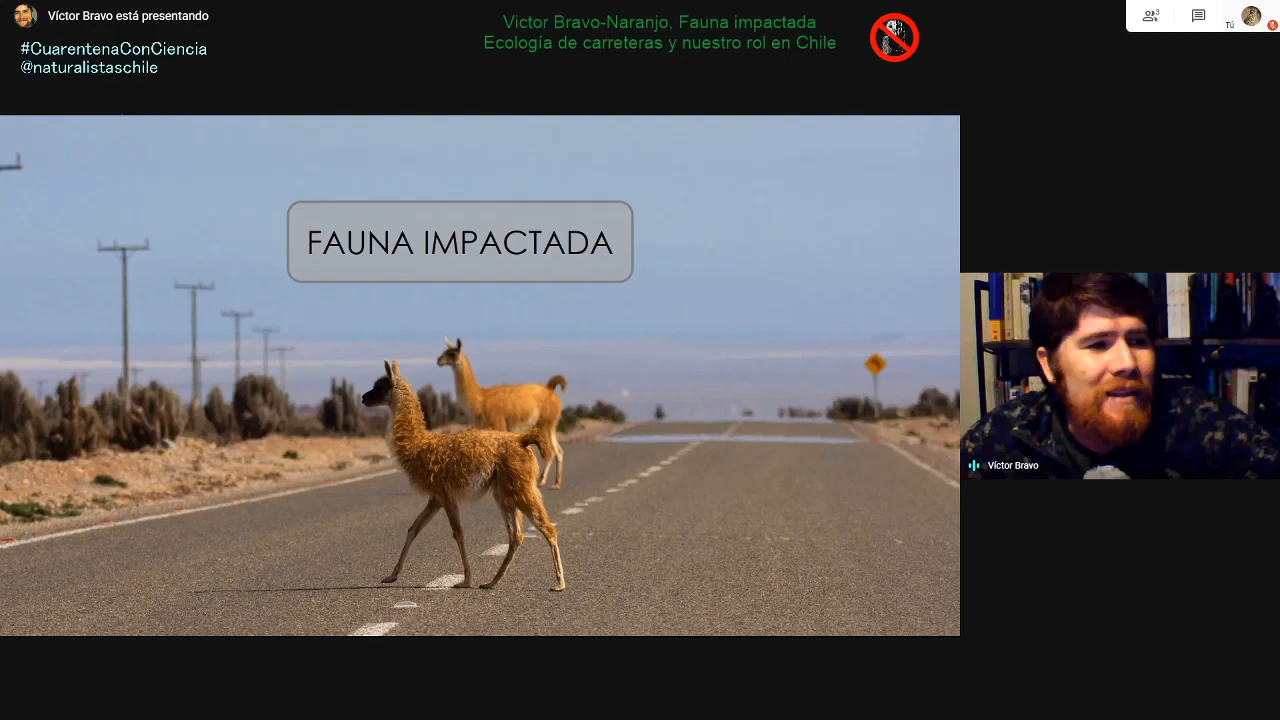 Víctor Bravo está presentando
#CuarentenaConCiencia
@naturalistaschile
Victor Bravo-Naranjo, Fauna impactada
Ecología de carreteras y nuestro rol en Chile
3
Tú
FAUNA IMPACTADA
Víctor Bravo